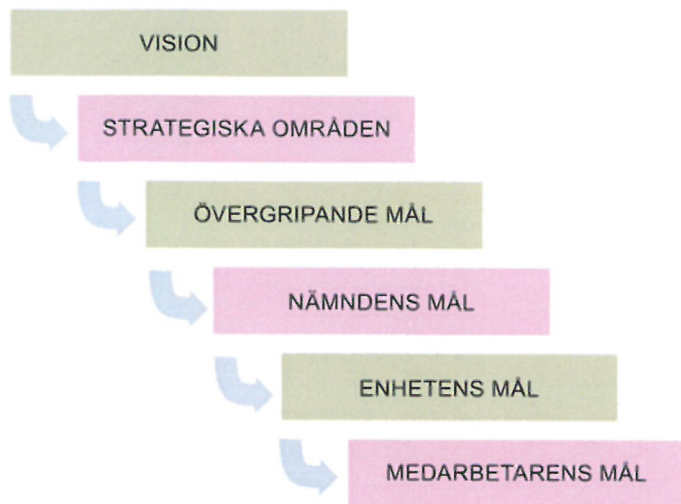 VISION
STRATEGISKA OMRÅDEN
ÖVERGRIPANDE MÅL
NÄMNDENS MÅL
ENHETENS MÅL
MEDARBETARENS MÅL